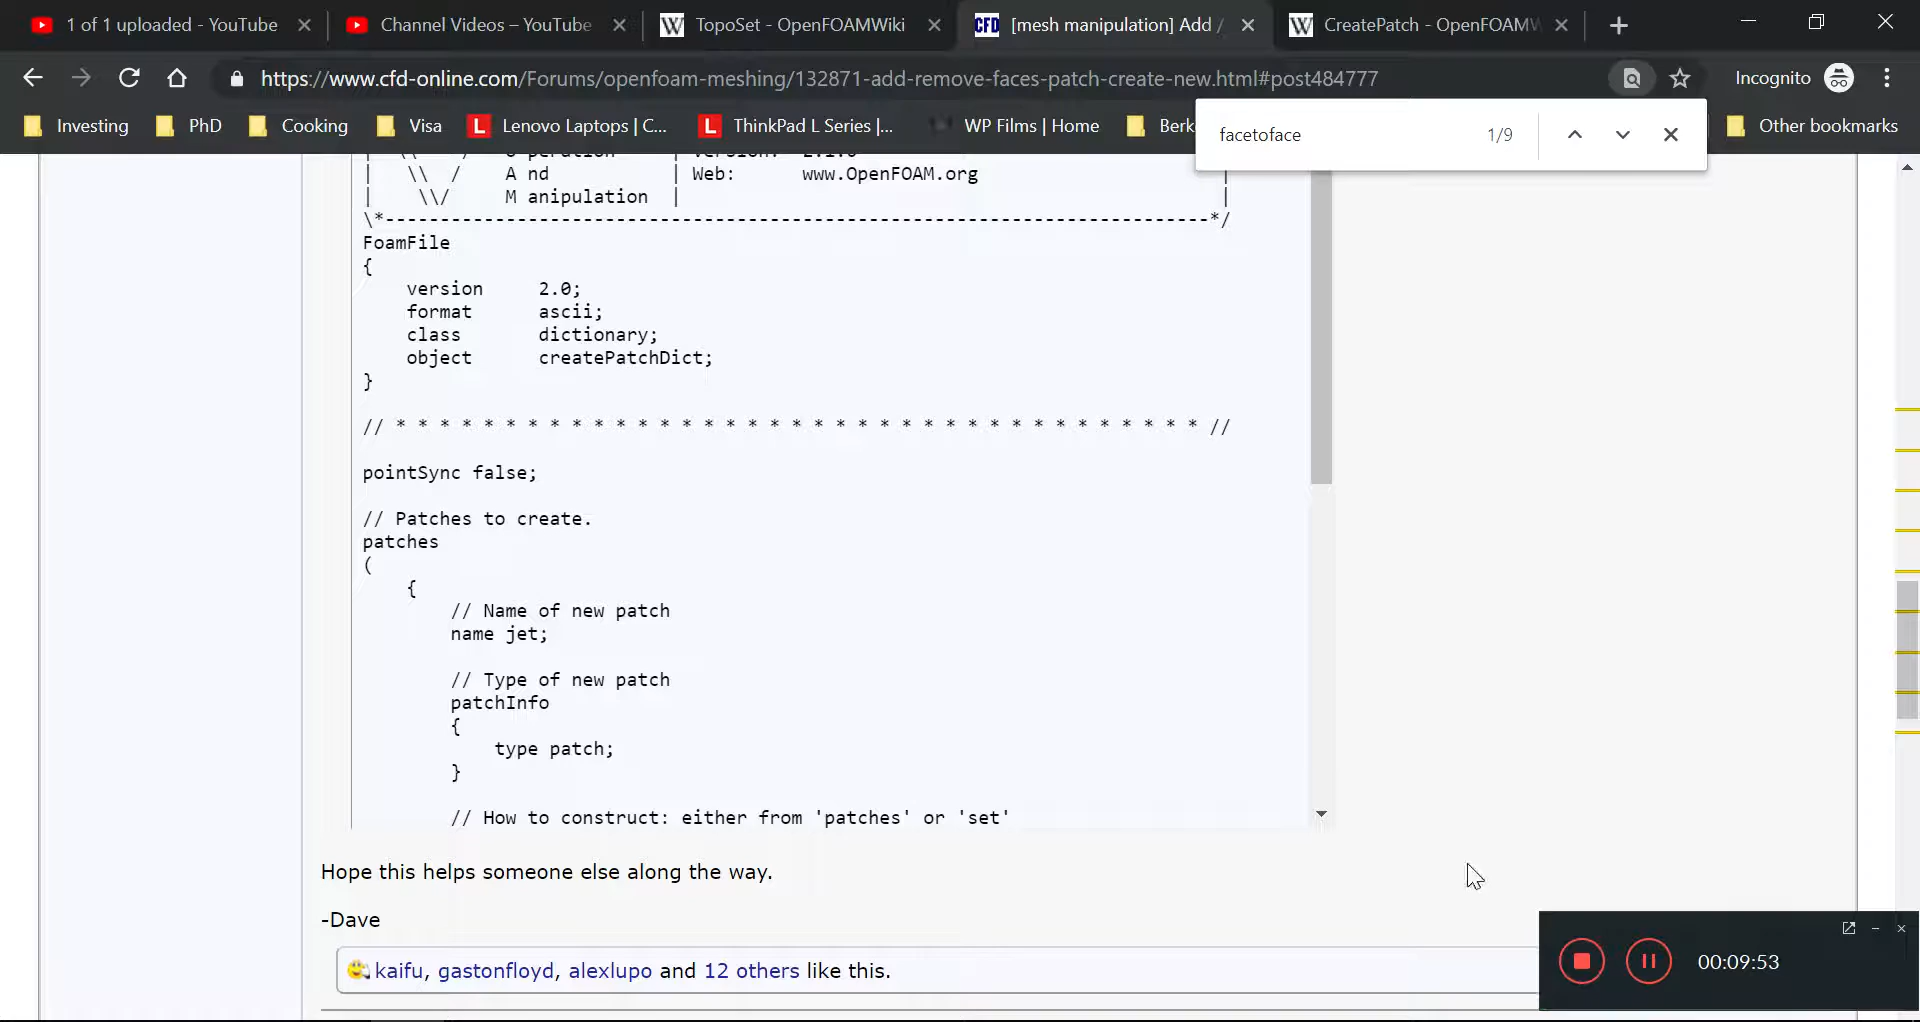 1 of 1 uploaded - YouTube
Channel Videos – YouTube
TopoSet - OpenFOAMWiki
CFD [mesh manipulation] Add /
CreatePatch - OpenFOAMW
https://www.cfd-online.com/Forums/openfoam-meshing/132871-add-remove-faces-patch-create-new.html#post484777
Incognito
Investing
PhD
Cooking
Visa
Lenovo Laptops | C...
ThinkPad L Series |...
WP Films | Home
Berk
Other bookmarks
facetoface
1/9
| \\ / A nd | Web: www.OpenFOAM.org |
| \\/ M anipulation | |
\*---------------------------------------------------------------------------*/
FoamFile
{
version 2.0;
format ascii;
class dictionary;
object createPatchDict;
}
// * * * * * * * * * * * * * * * * * * * * * * * * * * * * * * * * * * * * * //
pointSync false;
// Patches to create.
patches
(
{
// Name of new patch
name jet;
// Type of new patch
patchInfo
{
type patch;
}
// How to construct: either from 'patches' or 'set'
Hope this helps someone else along the way.
-Dave
kaifu, gastonfloyd, alexlupo and 12 others like this.
00:09:53